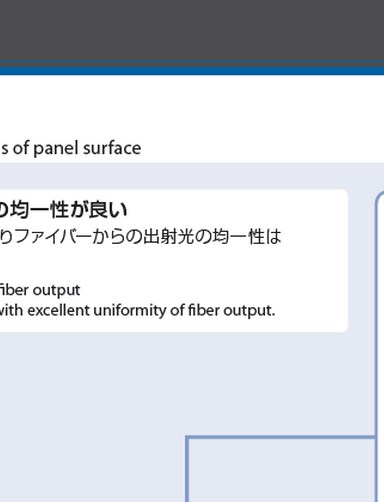 s of panel surface
の均一性が良い
りファイバーからの出射光の均一性は
fiber output
with excellent uniformity of fiber output.